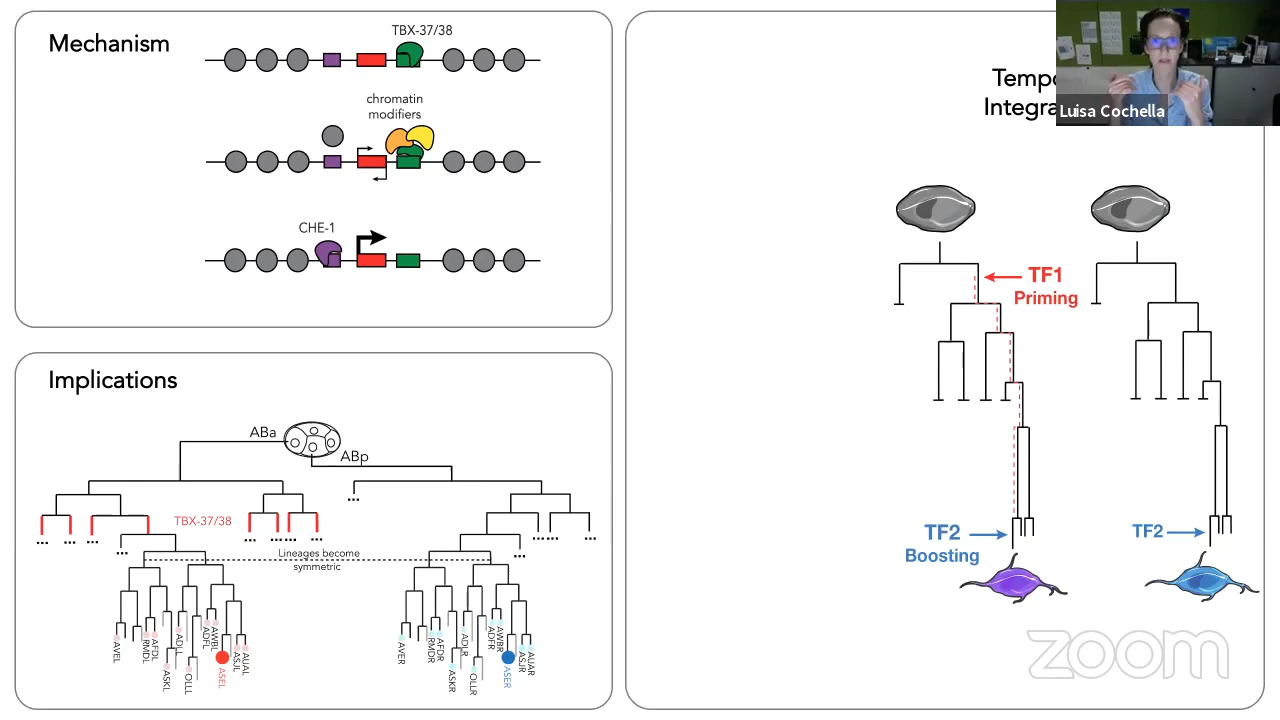 Mechanism
TBX-37/38
chromatin
modifiers
CHE-1
Implications
ABa
ABp
TBX-37/38
...
...
...
...
...
...
...
...
...
...
...
...
Lineages become
symmetric
AVEL
RMDL
AFDL
ASKL
ADLL
OLLL
ADFL
AWBL
ASEL
ASJL
AUAL
AVER
RMDR
AFDR
ASKR
ADLR
OLLR
ADFR
AWBR
ASER
ASJR
AUAR
Luisa Cochella
TF1
Priming
TF2
Boosting
TF2
zoom